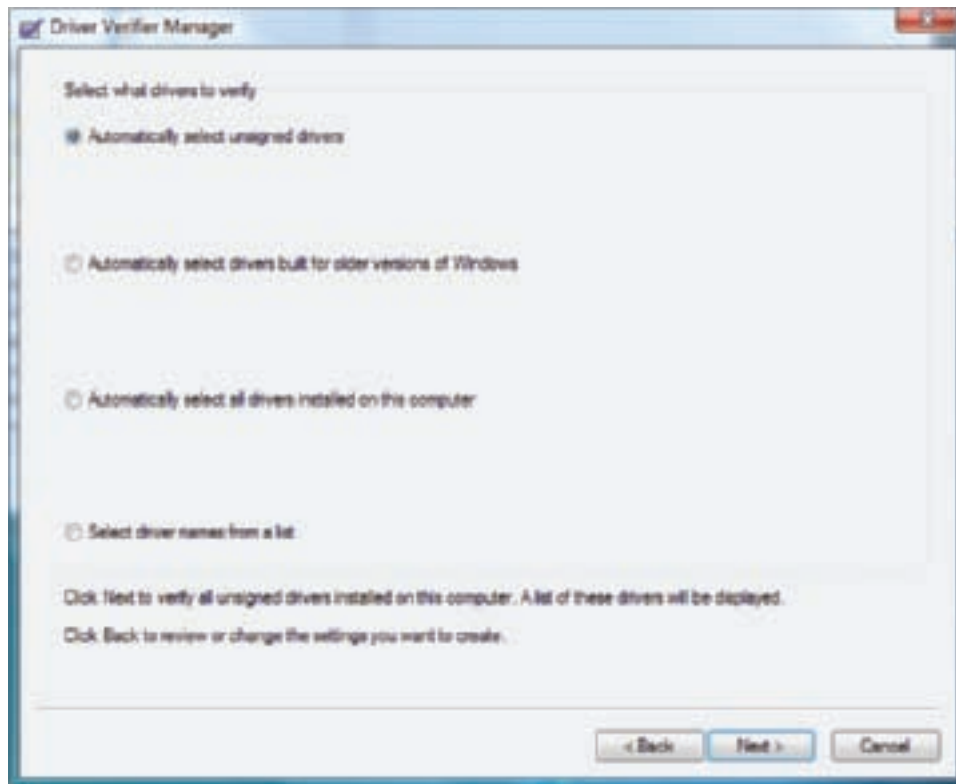 Driver Verifier Manager
Select what drivers to verify
Automatically select unsigned drivers
Automatically select drivers built for older versions of Windows
Automatically select all drivers installed on this computer
Select driver names from a list
Click Next to verify all unsigned drivers installed on this computer. A list of these drivers will be displayed.
Click Back to review or change the settings you want to create.
< Back Next > Cancel